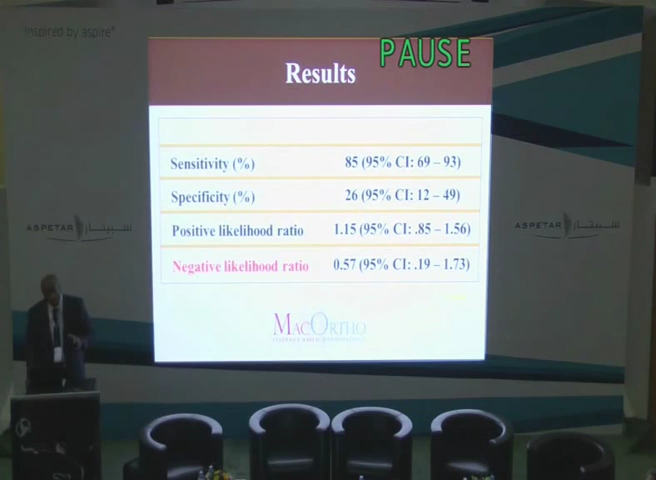 Inspired by aspire®
PAUSE
Results
Sensitivity (%) 85 (95% CI: 69 – 93)
Specificity (%) 26 (95% CI: 12 – 49)
Positive likelihood ratio 1.15 (95% CI: .85 – 1.56)
Negative likelihood ratio 0.57 (95% CI: .19 – 1.73)
ASPETAR سبيتار
ASPETAR سبيتار
MACORTHO